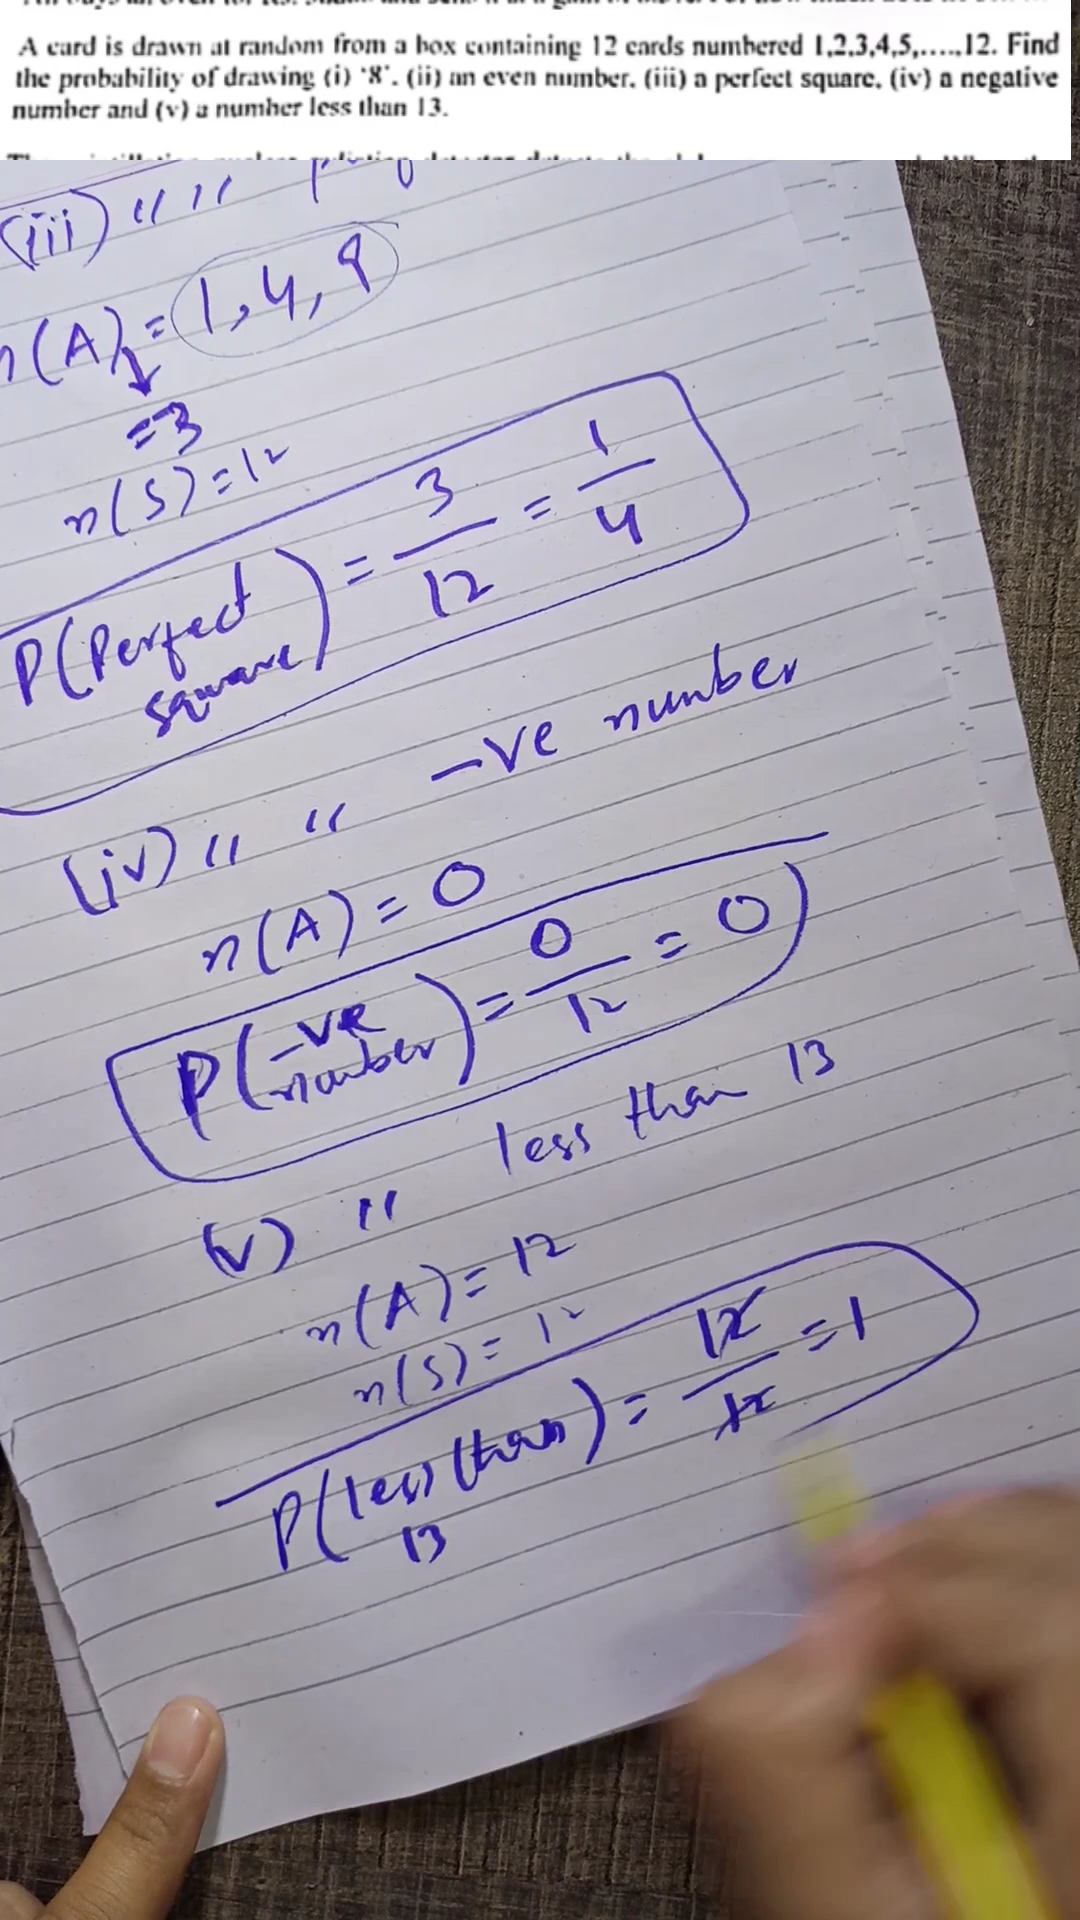 A card is drawn at random from a box containing 12 cards numbered 1,2,3,4,5,.....,12. Find
the probability of drawing (i) '8'. (ii) an even number. (iii) a perfect square, (iv) a negative
number and (v) a number less than 13.
(iii) " "
n(A) = 1, 4, 9
= 3
n(S) = 12
P(Perfect square) = 3/12 = 1/4
(iv) " " -ve number
n(A) = 0
P(-ve number) = 0/12 = 0
(v) " less than 13
n(A) = 12
n(S) = 12
P(less than 13) = 12/12 = 1